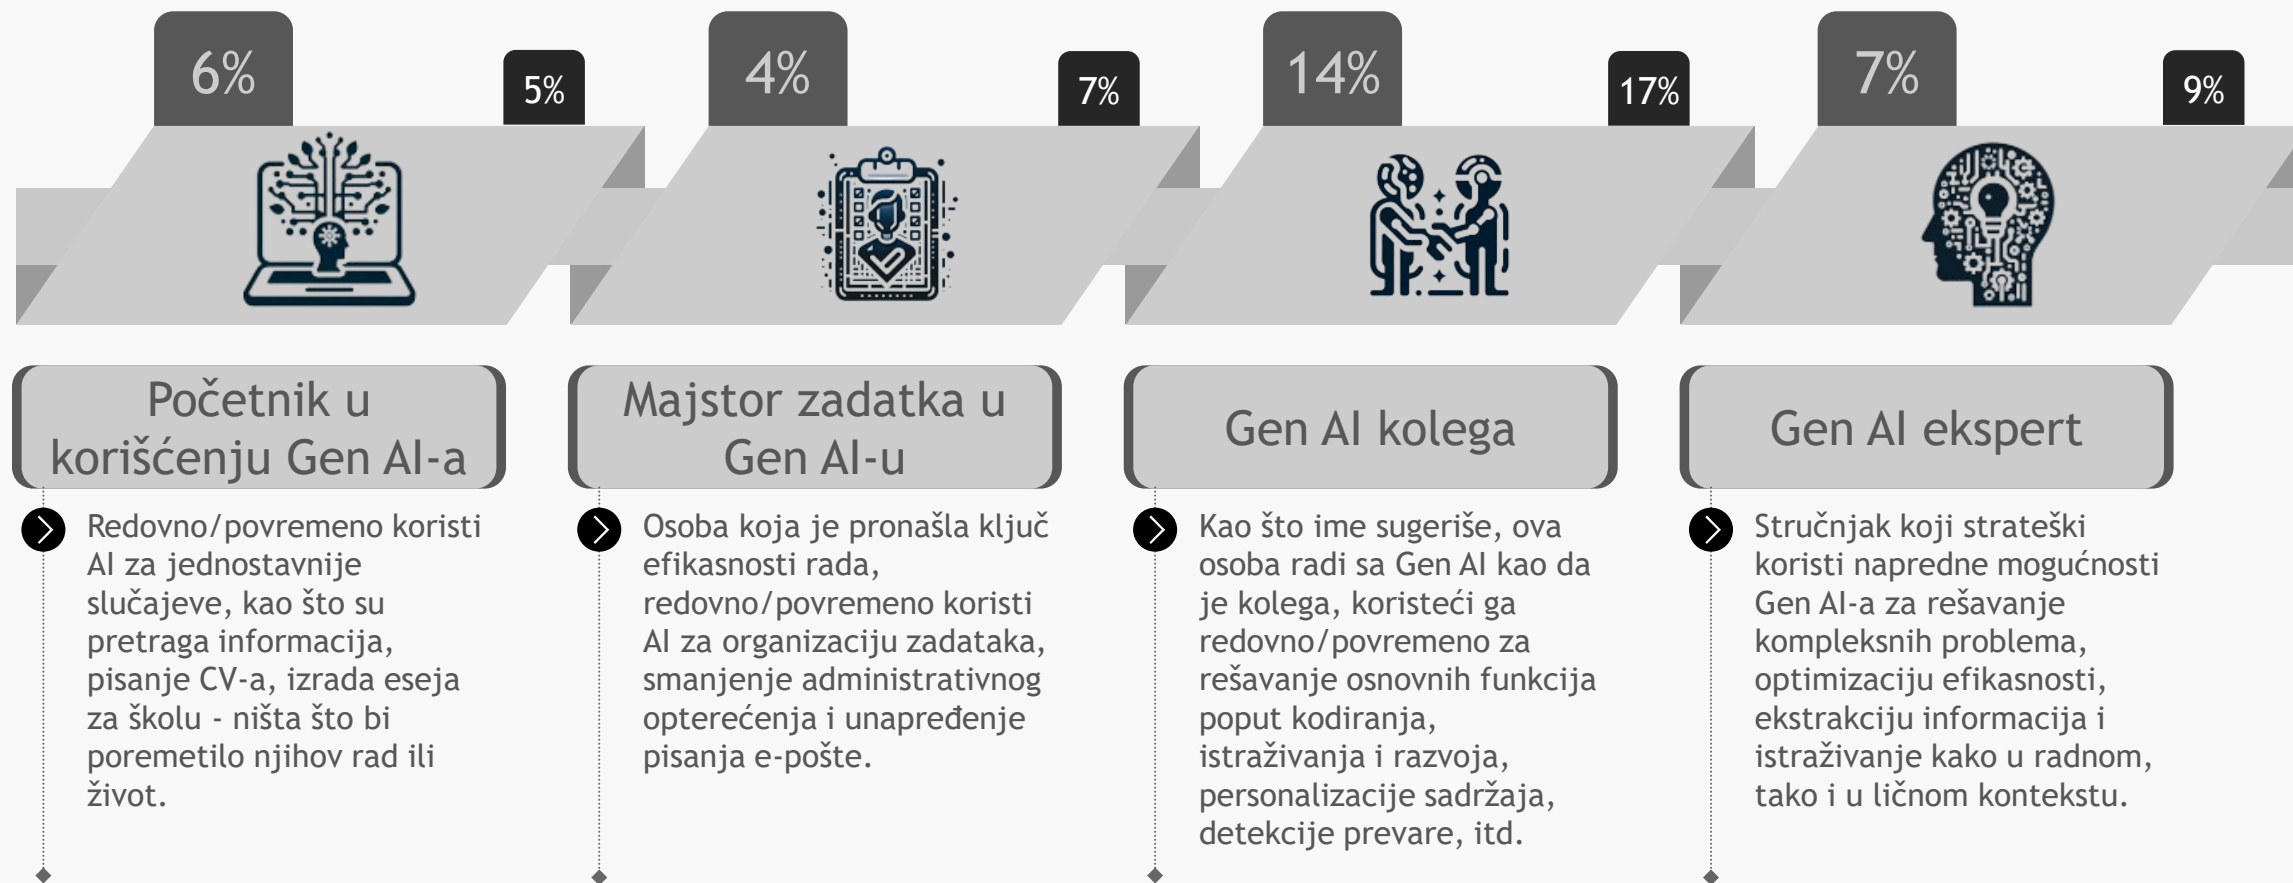 6%
5%
4%
7%
14%
17%
7%
9%
Početnik u
korišćenju Gen AI-a
Redovno/povremeno koristi
AI za jednostavnije
slučajeve, kao što su
pretraga informacija,
pisanje CV-a, izrada eseja
za školu - ništa što bi
poremetilo njihov rad ili
život.
Majstor zadatka u
Gen AI-u
Osoba koja je pronašla ključ
efikasnosti rada,
redovno/povremeno koristi
AI za organizaciju zadataka,
smanjenje administrativnog
opterećenja i unapređenje
pisanja e-pošte.
Gen AI kolega
Kao što ime sugeriše, ova
osoba radi sa Gen AI kao da
je kolega, koristeći ga
redovno/povremeno za
rešavanje osnovnih funkcija
poput kodiranja,
istraživanja i razvoja,
personalizacije sadržaja,
detekcije prevare, itd.
Gen AI ekspert
Stručnjak koji strateški
koristi napredne mogućnosti
Gen AI-a za rešavanje
kompleksnih problema,
optimizaciju efikasnosti,
ekstrakciju informacija i
istraživanje kako u radnom,
tako i u ličnom kontekstu.